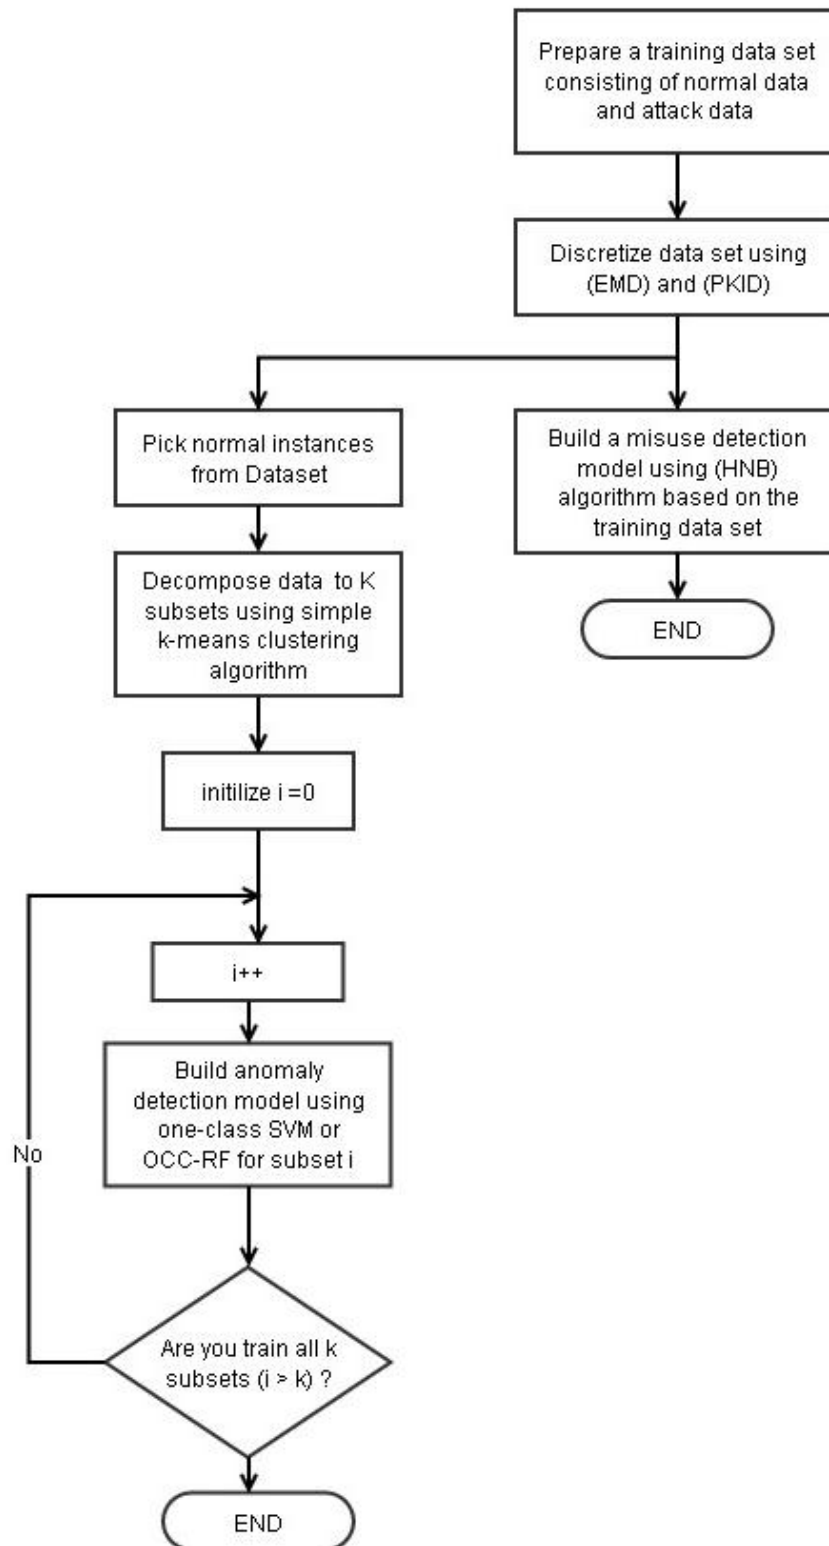 Prepare a training data set
consisting of normal data
and attack data
Discretize data set using
(EMD) and (PKID)
Pick normal instances
from Dataset
Build a misuse detection
model using (HNB)
algorithm based on the
training data set
Decompose data to K
subsets using simple
k-means clustering
algorithm
END
initilize i =0
i++
Build anomaly
detection model using
one-class SVM or
OCC-RF for subset i
No
Are you train all k
subsets (i > k) ?
END